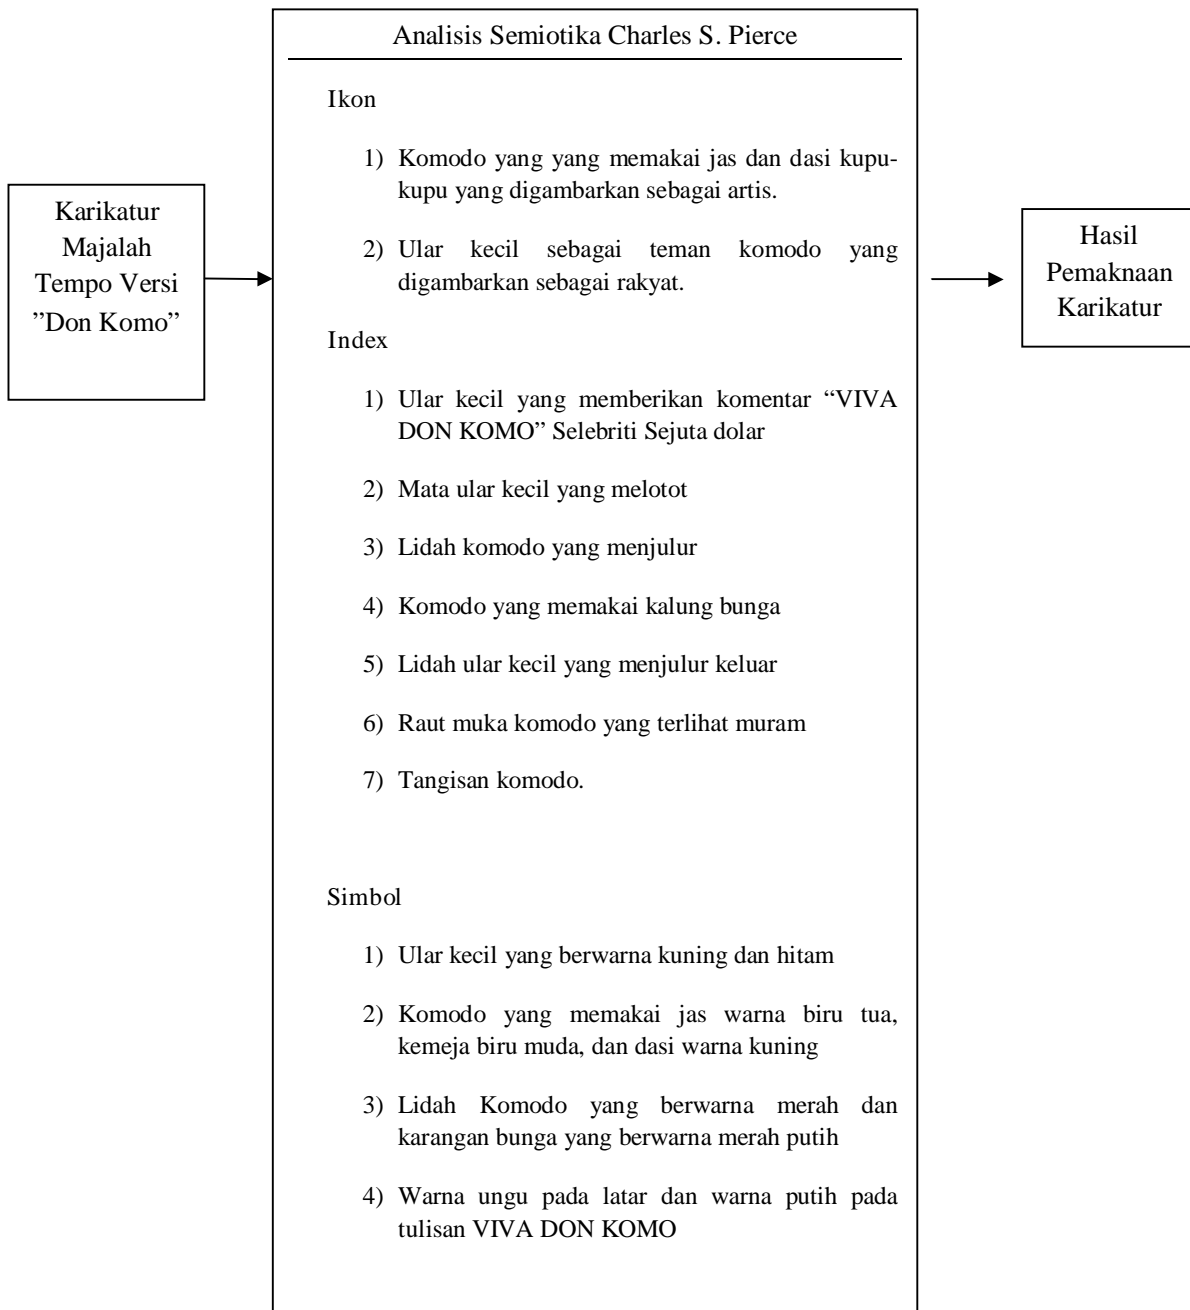 Analisis Semiotika Charles S. Pierce
Karikatur
Majalah
Tempo Versi
”Don Komo”
Ikon
1) Komodo yang yang memakai jas dan dasi kupu-
kupu yang digambarkan sebagai artis.
2) Ular kecil sebagai teman komodo yang
digambarkan sebagai rakyat.
Index
1) Ular kecil yang memberikan komentar “VIVA
DON KOMO” Selebriti Sejuta dolar
2) Mata ular kecil yang melotot
3) Lidah komodo yang menjulur
4) Komodo yang memakai kalung bunga
5) Lidah ular kecil yang menjulur keluar
6) Raut muka komodo yang terlihat muram
7) Tangisan komodo.
Simbol
1) Ular kecil yang berwarna kuning dan hitam
2) Komodo yang memakai jas warna biru tua,
kemeja biru muda, dan dasi warna kuning
3) Lidah Komodo yang berwarna merah dan
karangan bunga yang berwarna merah putih
4) Warna ungu pada latar dan warna putih pada
tulisan VIVA DON KOMO
Hasil
Pemaknaan
Karikatur